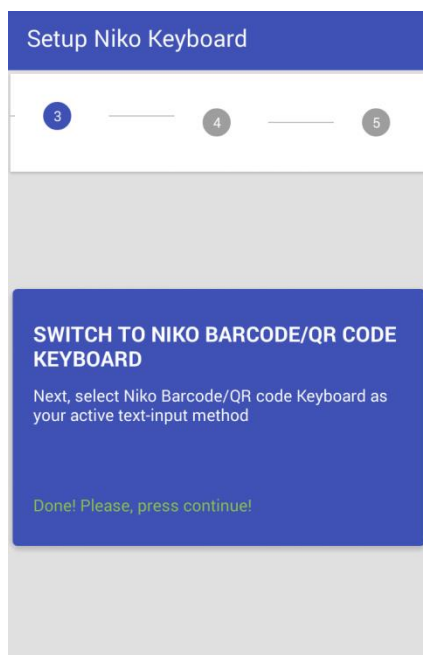 Setup Niko Keyboard
3 4 5
SWITCH TO NIKO BARCODE/QR CODE
KEYBOARD
Next, select Niko Barcode/QR code Keyboard as
your active text-input method
Done! Please, press continue!